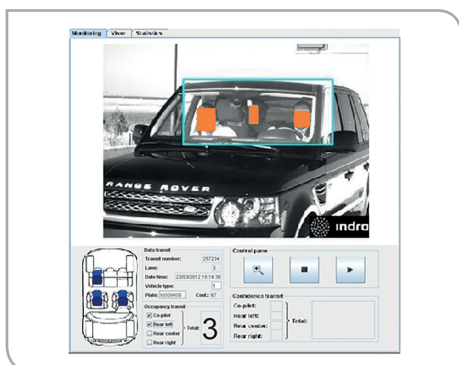 Monitoring Viewer Statistics
RANGE ROVER
indra
Data transit
Transit number: 257234
Lane: 3
Date time: 22/03/2012 16:14:36
Vehicle type: 1
Plate: Conf.: 97
Occupancy transit
Co-pilot
Rear left
Rear center
Rear right
Total: 3
Control pane
Confidence transit
Co-pilot:
Rear left:
Rear center:
Rear right:
Total: